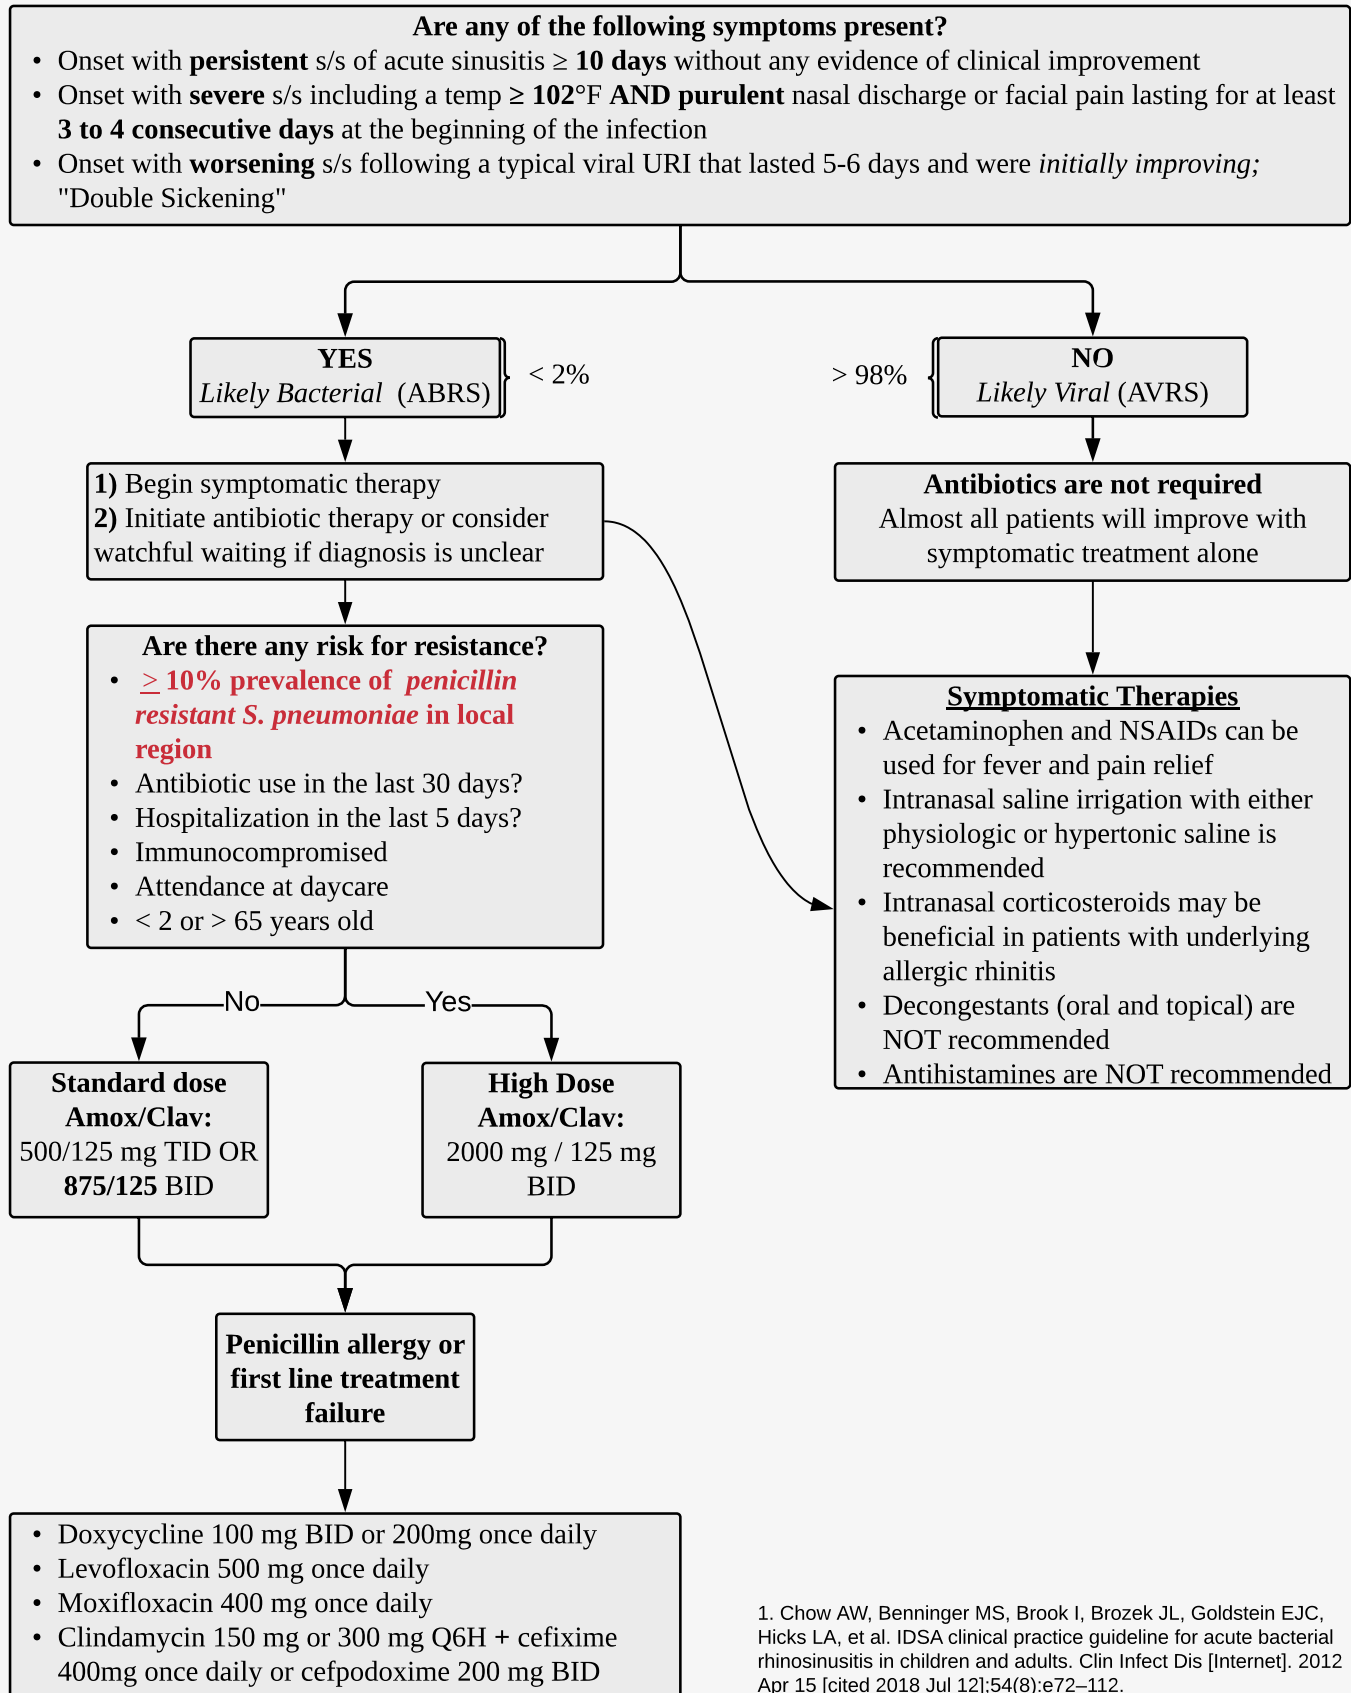 Are any of the following symptoms present?
• Onset with persistent s/s of acute sinusitis ≥ 10 days without any evidence of clinical improvement
• Onset with severe s/s including a temp ≥ 102°F AND purulent nasal discharge or facial pain lasting for at least
3 to 4 consecutive days at the beginning of the infection
• Onset with worsening s/s following a typical viral URI that lasted 5-6 days and were initially improving;
"Double Sickening"
YES
Likely Bacterial (ABRS)
< 2%
> 98%
NO
Likely Viral (AVRS)
1) Begin symptomatic therapy
2) Initiate antibiotic therapy or consider
watchful waiting if diagnosis is unclear
Antibiotics are not required
Almost all patients will improve with
symptomatic treatment alone
Are there any risk for resistance?
• ≥ 10% prevalence of penicillin
resistant S. pneumoniae in local
region
• Antibiotic use in the last 30 days?
• Hospitalization in the last 5 days?
• Immunocompromised
• Attendance at daycare
• < 2 or > 65 years old
Symptomatic Therapies
• Acetaminophen and NSAIDs can be
used for fever and pain relief
• Intranasal saline irrigation with either
physiologic or hypertonic saline is
recommended
• Intranasal corticosteroids may be
beneficial in patients with underlying
allergic rhinitis
• Decongestants (oral and topical) are
NOT recommended
• Antihistamines are NOT recommended
No
Yes
Standard dose
Amox/Clav:
500/125 mg TID OR
875/125 BID
High Dose
Amox/Clav:
2000 mg / 125 mg
BID
Penicillin allergy or
first line treatment
failure
• Doxycycline 100 mg BID or 200mg once daily
• Levofloxacin 500 mg once daily
• Moxifloxacin 400 mg once daily
• Clindamycin 150 mg or 300 mg Q6H + cefixime
400mg once daily or cefpodoxime 200 mg BID
1. Chow AW, Benninger MS, Brook I, Brozek JL, Goldstein EJC,
Hicks LA, et al. IDSA clinical practice guideline for acute bacterial
rhinosinusitis in children and adults. Clin Infect Dis [Internet]. 2012
Apr 15 [cited 2018 Jul 12];54(8):e72–112.